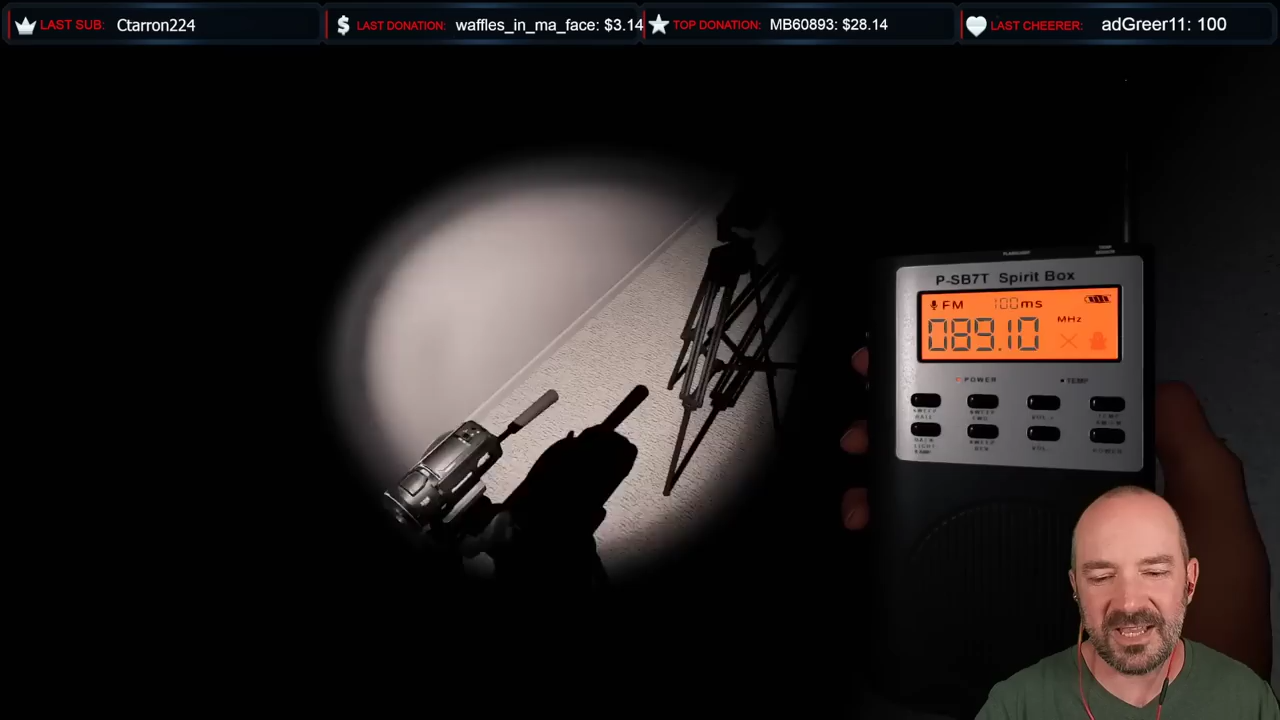 LAST SUB: Ctarron224
$ LAST DONATION: waffles_in_ma_face: $3.14
TOP DONATION: MB60893: $28.14
LAST CHEERER: adGreer11: 100
P-SB7T Spirit Box
FM 100ms
089.10 MHz
POWER
TEMP